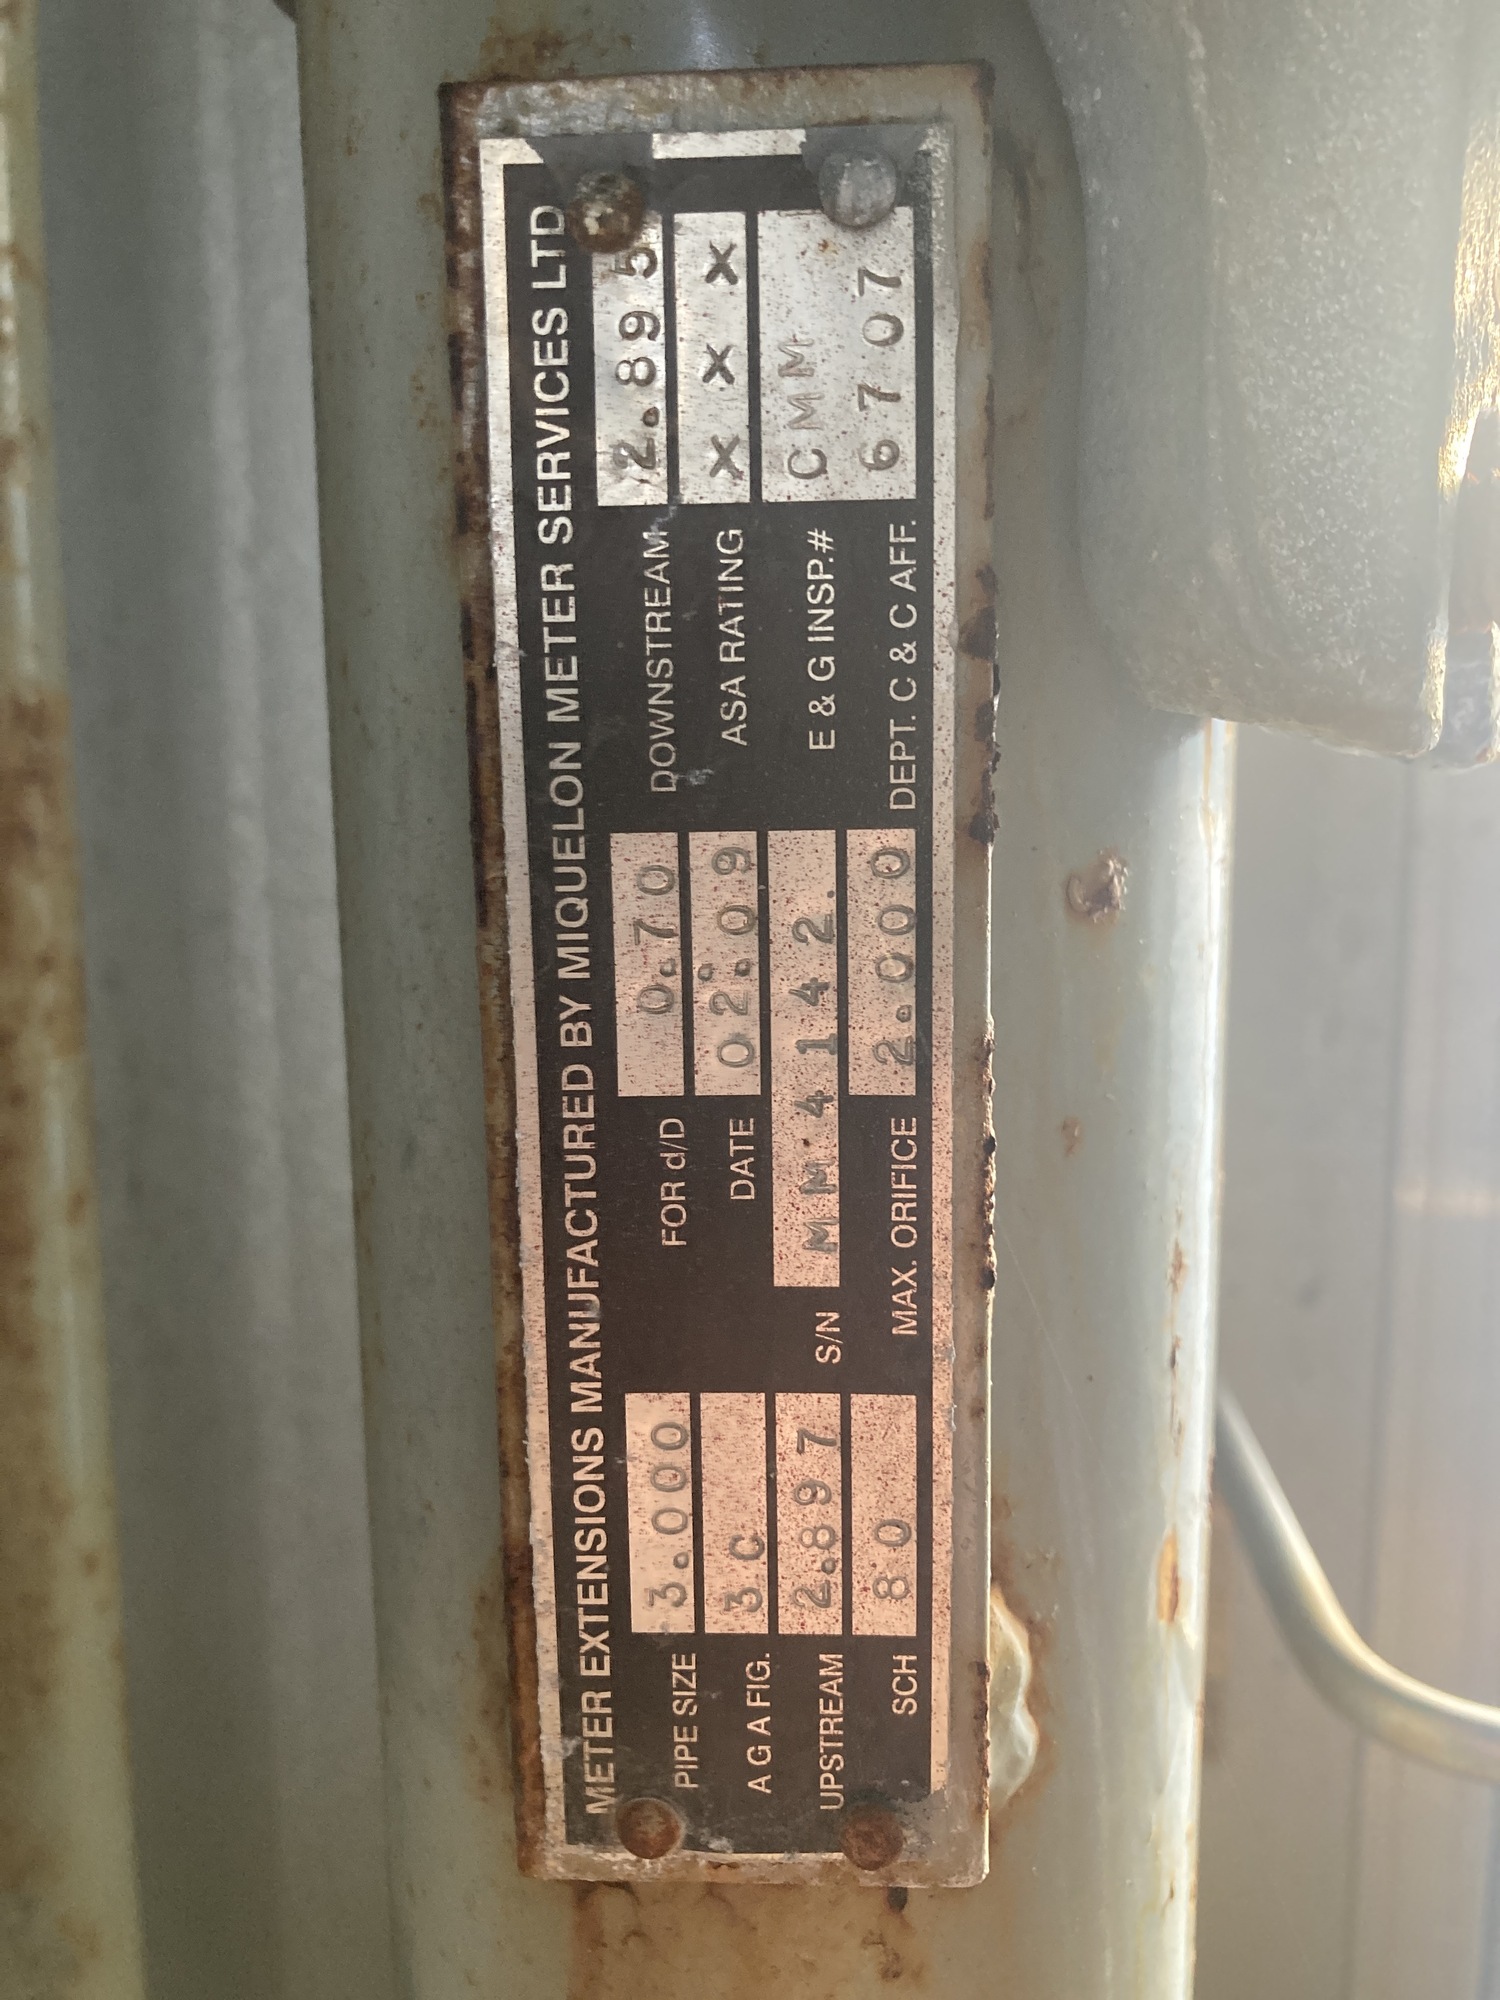 METER EXTENSIONS MANUFACTURED BY MIQUELON METER SERVICES LTD
PIPE SIZE 3.000 FOR d/D 0.70 DOWNSTREAM 2.895
A G A FIG. 3C DATE 02.09 ASA RATING X X X
UPSTREAM 2.897 S/N MM4142. E & G INSP.# CMM
SCH 80 MAX. ORIFICE 2.000 DEPT. C & C AFF. 6707